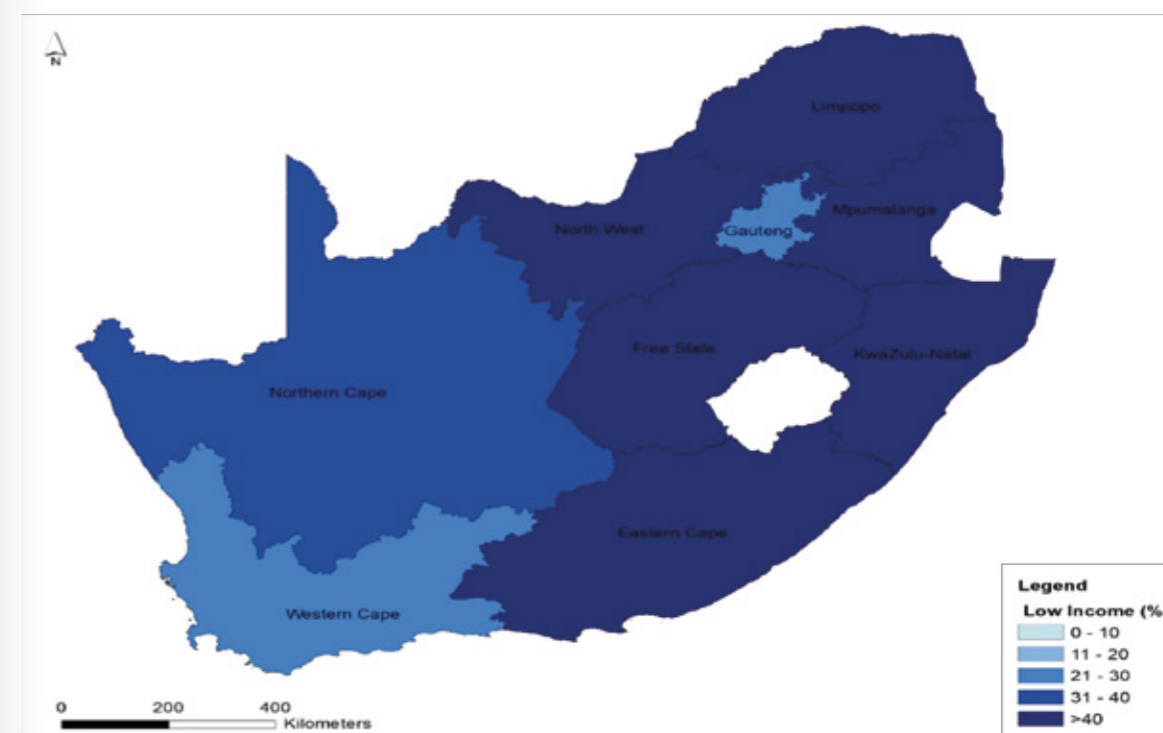 N
Limpopo
Mpumalanga
North West
Gauteng
Free State
KwaZulu-Natal
Northern Cape
Eastern Cape
Western Cape
Legend
Low Income (%
0 - 10
11 - 20
21 - 30
31 - 40
>40
0 200 400
Kilometers